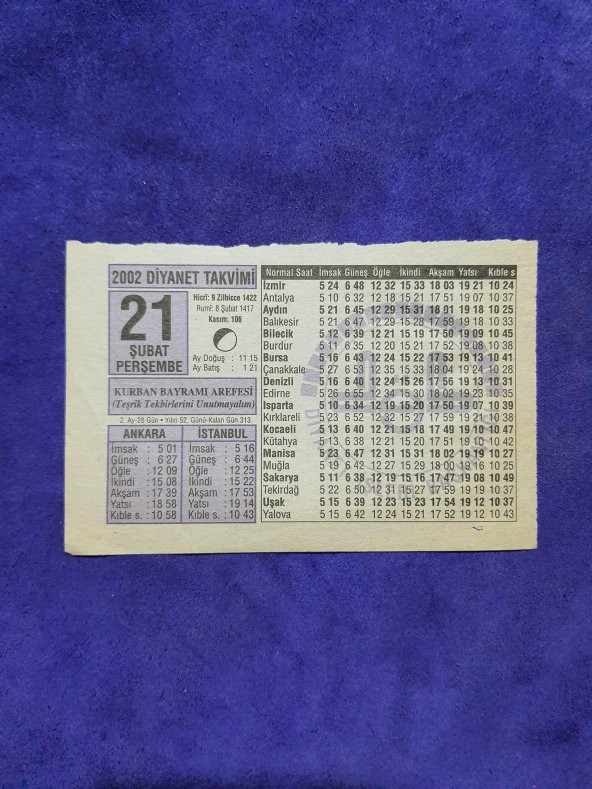 2002 DİYANET TAKVİMİ
21
ŞUBAT
PERŞEMBE
Hicrî: 9 Zilhicce 1422
Rumî: 8 Şubat 1417
Kasım: 106
Ay Doğuş : 11 15
Ay Batış : 1 21
KURBAN BAYRAMI AREFESİ
(Teşrik Tekbirlerini Unutmayalım)
2. Ay-28 Gün • Yılın 52. Günü-Kalan Gün 313
ANKARA
İmsak : 5 01
Güneş : 6 27
Öğle : 12 09
İkindi : 15 08
Akşam : 17 39
Yatsı : 18 58
Kıble s. : 10 58
İSTANBUL
İmsak : 5 16
Güneş : 6 44
Öğle : 12 25
İkindi : 15 22
Akşam : 17 53
Yatsı : 19 14
Kıble s. : 10 43
Normal Saat İmsak Güneş Öğle İkindi Akşam Yatsı Kıble s
İzmir 5 24 6 48 12 32 15 33 18 03 19 21 10 24
Antalya 5 10 6 32 12 18 15 21 17 51 19 07 10 37
Aydın 5 21 6 45 12 29 15 31 18 01 19 18 10 25
Balıkesir 5 21 6 47 12 29 15 28 17 59 19 18 10 33
Bilecik 5 12 6 39 12 21 15 19 17 50 19 09 10 45
Burdur 5 11 6 35 12 20 15 22 17 52 19 08 10 38
Bursa 5 16 6 43 12 24 15 22 17 53 19 13 10 41
Çanakkale 5 27 6 53 12 35 15 33 18 04 19 24 10 28
Denizli 5 16 6 40 12 24 15 26 17 56 19 13 10 31
Edirne 5 26 6 55 12 34 15 30 18 02 19 23 10 35
Isparta 5 10 6 34 12 19 15 20 17 50 19 07 10 39
Kırklareli 5 23 6 52 12 31 15 27 17 59 19 21 10 38
Kocaeli 5 13 6 40 12 21 15 18 17 49 19 10 10 47
Kütahya 5 13 6 38 12 21 15 20 17 51 19 10 10 42
Manisa 5 23 6 47 12 31 15 31 18 02 19 19 10 27
Muğla 5 19 6 42 12 27 15 29 18 00 19 16 10 25
Sakarya 5 11 6 38 12 19 15 16 17 47 19 08 10 49
Tekirdağ 5 22 6 50 12 31 15 27 17 59 19 19 10 37
Uşak 5 15 6 39 12 23 15 23 17 54 19 12 10 37
Yalova 5 15 6 42 12 24 15 21 17 52 19 12 10 43